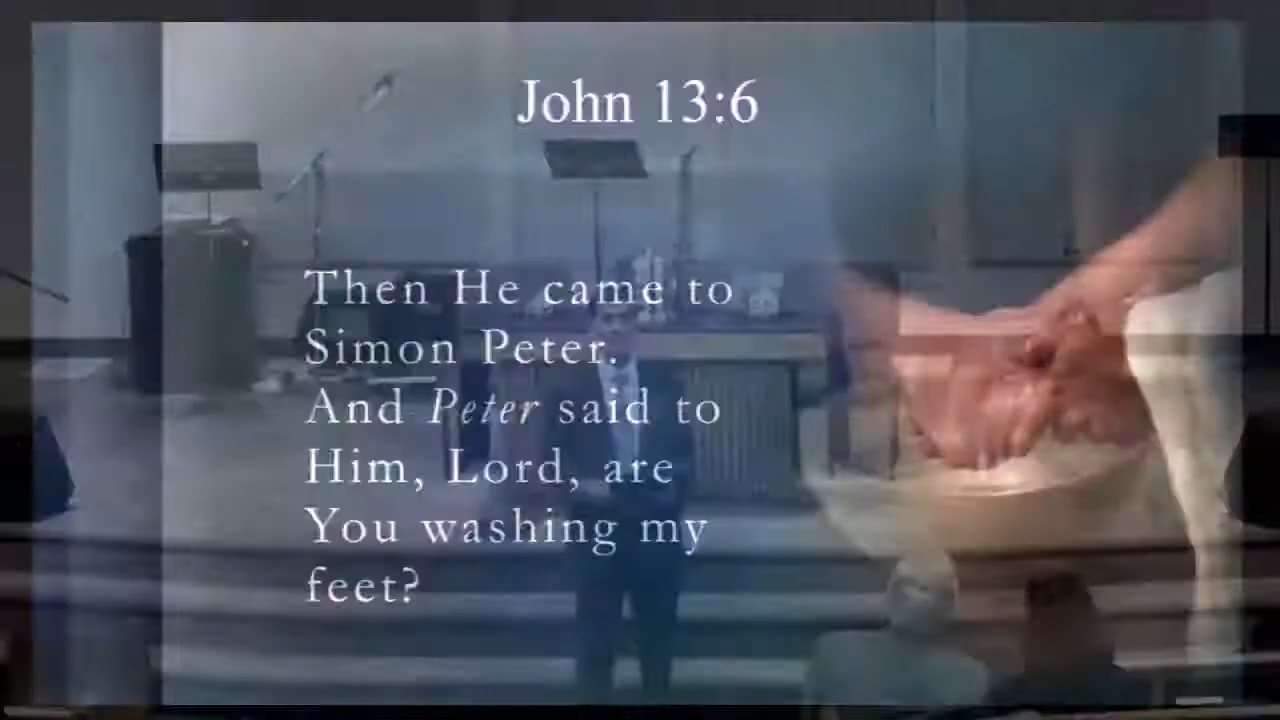 John 13:6
Then He came to
Simon Peter.
And Peter said to
Him, Lord, are
You washing my
feet?